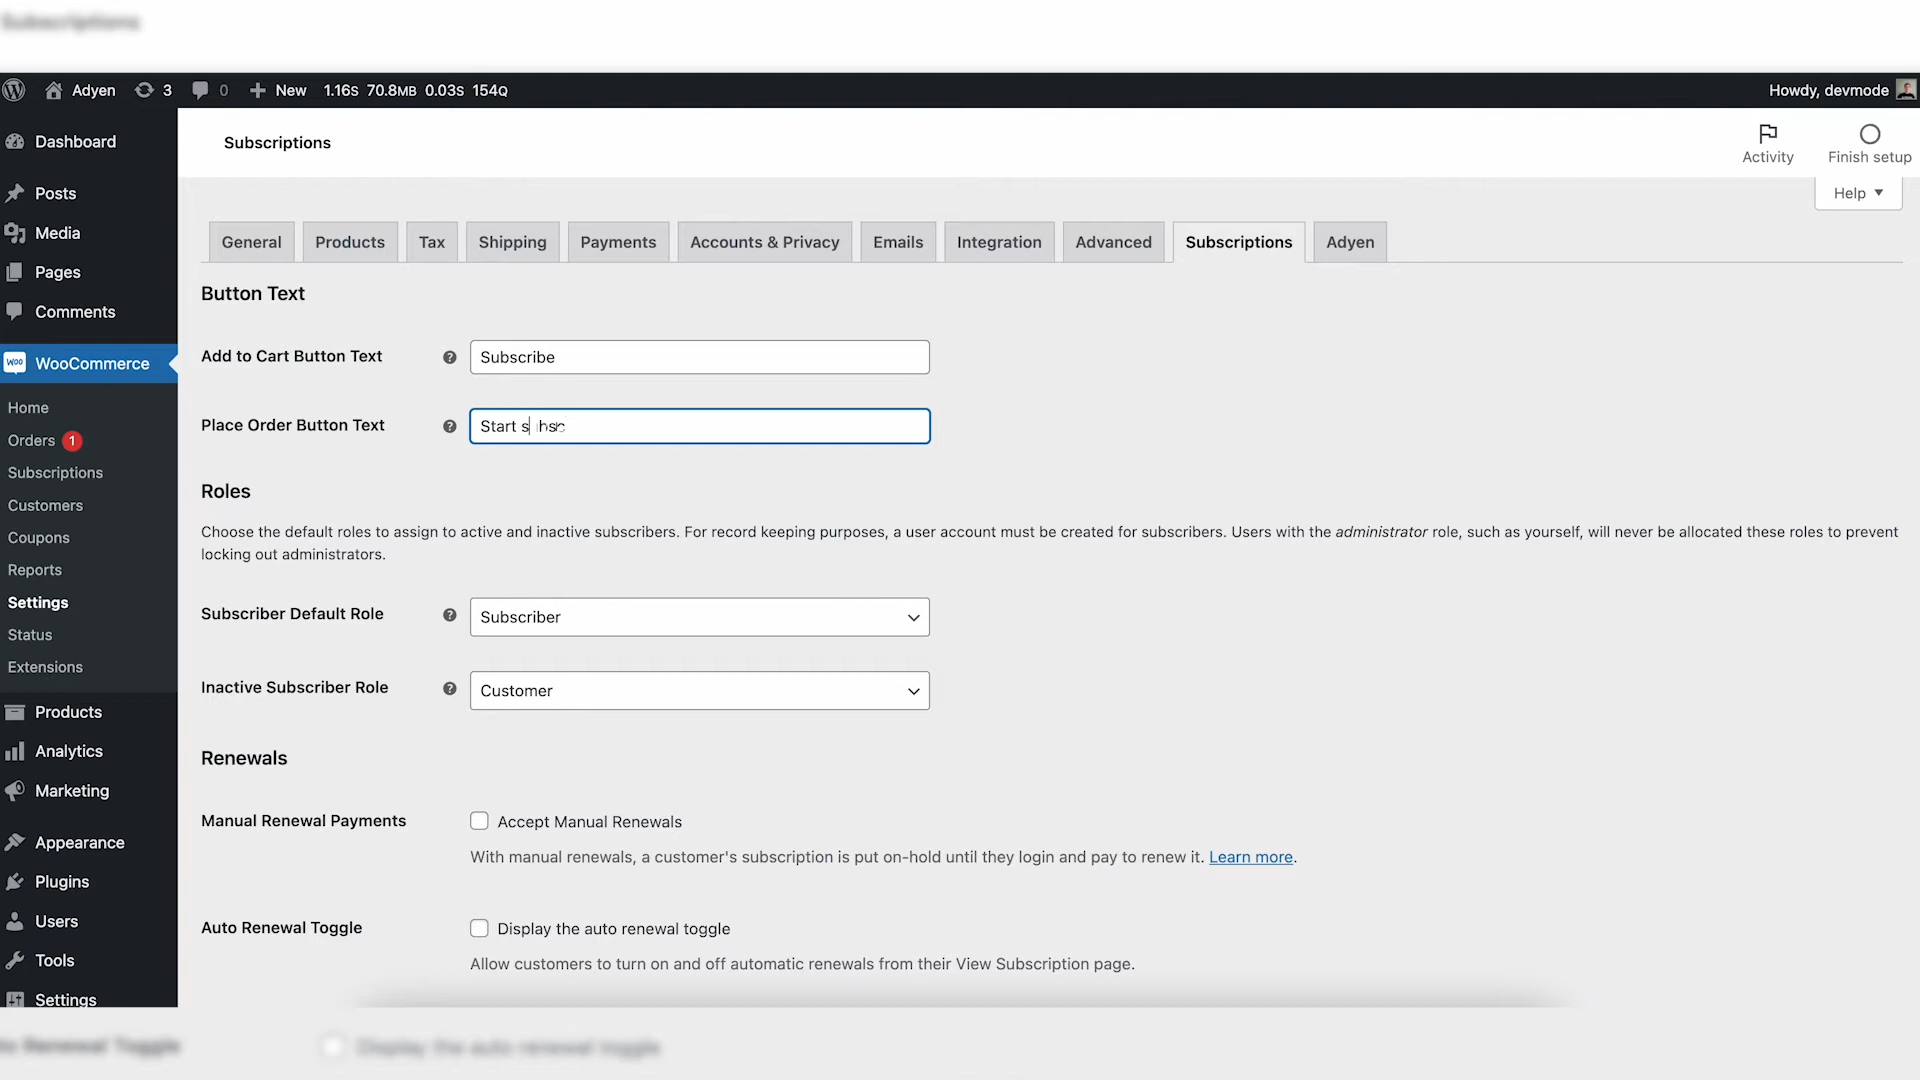 Subscriptions
Adyen 3 0 New 1.16s 70.8MB 0.03s 154Q
Howdy, devmode
Dashboard
Posts
Media
Pages
Comments
woo WooCommerce
Home
Orders 1
Subscriptions
Customers
Coupons
Reports
Settings
Status
Extensions
Products
Analytics
Marketing
Appearance
Plugins
Users
Tools
Settings
Subscriptions
Activity
Finish setup
Help
General Products Tax Shipping Payments Accounts & Privacy Emails Integration Advanced Subscriptions Adyen
Button Text
Add to Cart Button Text Subscribe
Place Order Button Text Start s
Roles
Choose the default roles to assign to active and inactive subscribers. For record keeping purposes, a user account must be created for subscribers. Users with the administrator role, such as yourself, will never be allocated these roles to prevent
locking out administrators.
Subscriber Default Role Subscriber
Inactive Subscriber Role Customer
Renewals
Manual Renewal Payments Accept Manual Renewals
With manual renewals, a customer's subscription is put on-hold until they login and pay to renew it. Learn more.
Auto Renewal Toggle Display the auto renewal toggle
Allow customers to turn on and off automatic renewals from their View Subscription page.
Renewal Toggle Display the auto renewal toggle